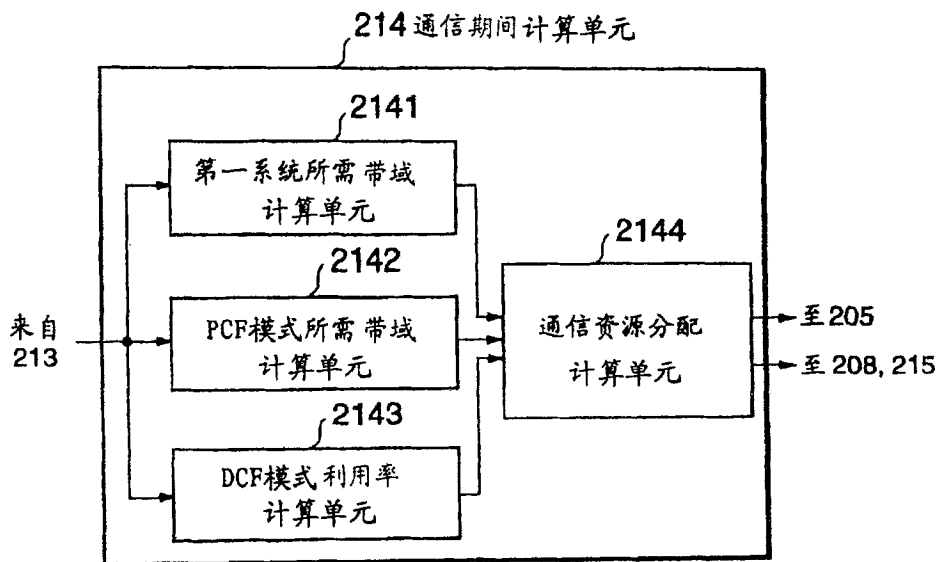 214 通信期间计算单元
2141
第一系统所需带域
计算单元
2142
PCF模式所需带域
计算单元
2143
DCF模式利用率
计算单元
2144
通信资源分配
计算单元
来自
213
至205
至208, 215